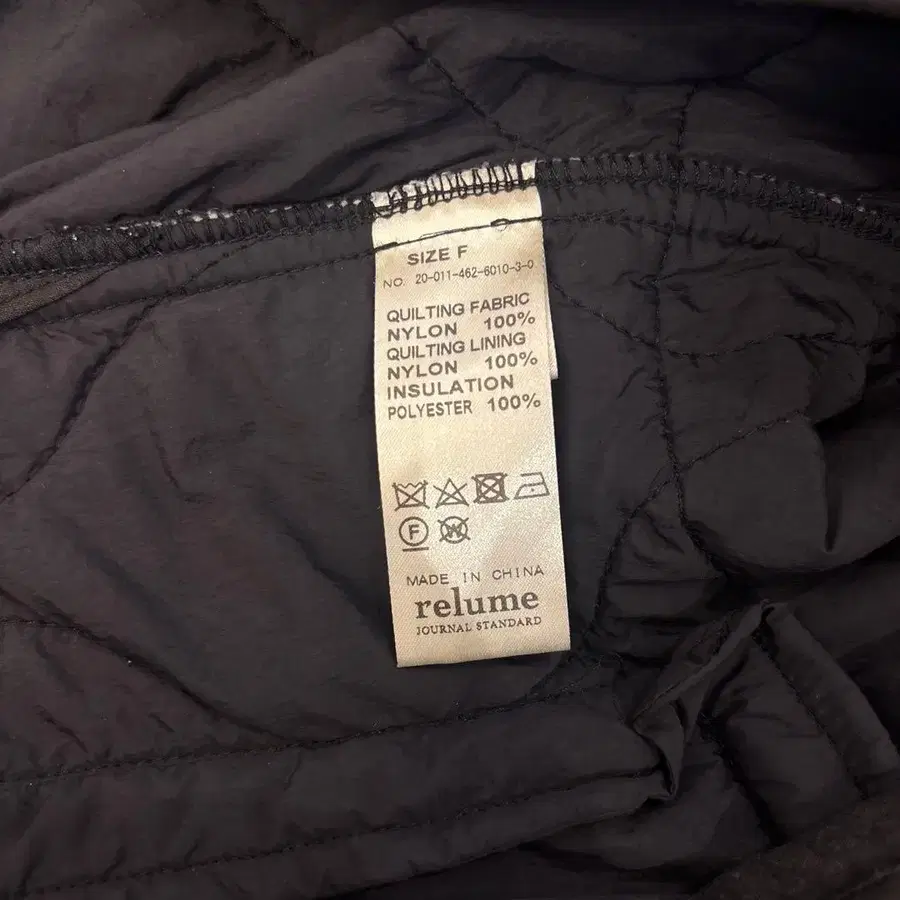 SIZE F
NO. 20-011-462-6010-3-0
QUILTING FABRIC
NYLON 100%
QUILTING LINING
NYLON 100%
INSULATION
POLYESTER 100%
F W
MADE IN CHINA
relume
JOURNAL STANDARD